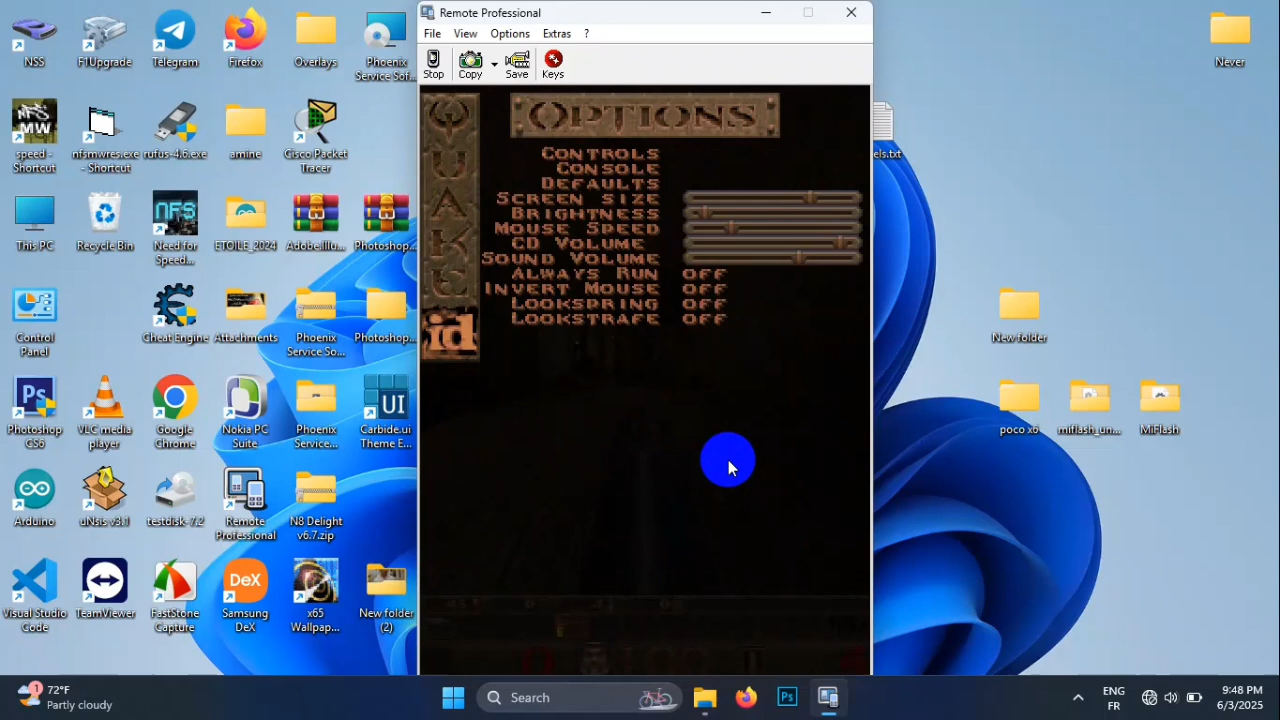 NSS
F1Upgrade
Telegram
Firefox
Overlays
Phoenix
Service Sof...
speed -
Shortcut
nfsmwres.exe
- Shortcut
rufus-4.6.exe
amine
Cisco Packet
Tracer
This PC
Recycle Bin
Need for
Speed...
ETOILE_2024
Adobe.Illu...
Photoshop...
Control
Panel
Cheat Engine
Attachments
Phoenix
Service So...
Photoshop...
Photoshop
CS6
VLC media
player
Google
Chrome
Nokia PC
Suite
Phoenix
Service...
Carbide.ui
Theme E...
Arduino
uNsis v3.1
testdisk-7.2
Remote
Professional
N8 Delight
v6.7.zip
Visual Studio
Code
TeamViewer
FastStone
Capture
Samsung
DeX
x65
Wallpap...
New folder
(2)
Remote Professional
File View Options Extras ?
Stop Copy Save Keys
QUAKE
id
OPTIONS
CONTROLS
CONSOLE
DEFAULTS
SCREEN SIZE
BRIGHTNESS
MOUSE SPEED
CD VOLUME
SOUND VOLUME
ALWAYS RUN OFF
INVERT MOUSE OFF
LOOKSPRING OFF
LOOKSTRAFE OFF
Never
els.txt
New folder
poco x6
miflash_un...
MiFlash
1
72°F
Partly cloudy
Search
ENG
FR
9:48 PM
6/3/2025